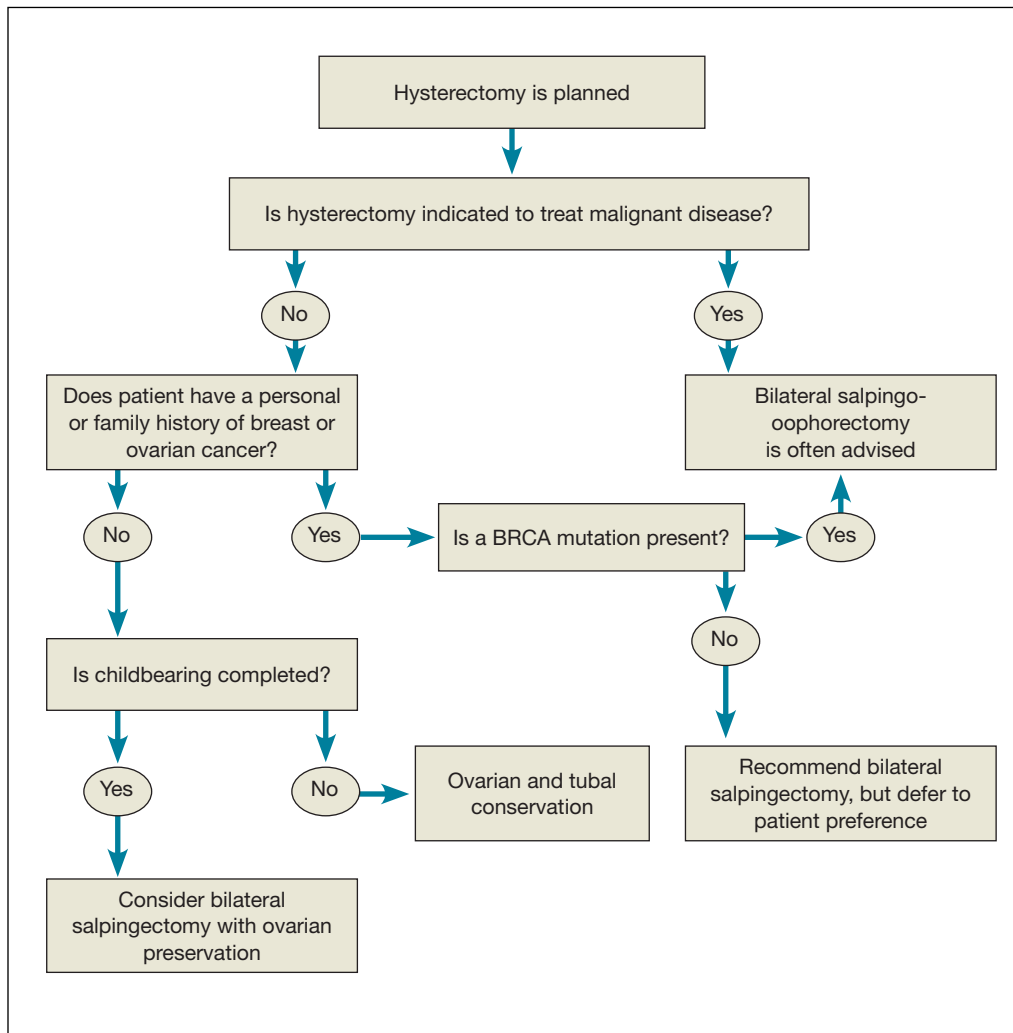 Hysterectomy is planned
Is hysterectomy indicated to treat malignant disease?
No
Yes
Does patient have a personal
or family history of breast or
ovarian cancer?
Bilateral salpingo-
oophorectomy
is often advised
No
Yes
Is a BRCA mutation present?
Yes
No
Is childbearing completed?
Yes
No
Ovarian and tubal
conservation
Recommend bilateral
salpingectomy, but defer to
patient preference
Consider bilateral
salpingectomy with ovarian
preservation